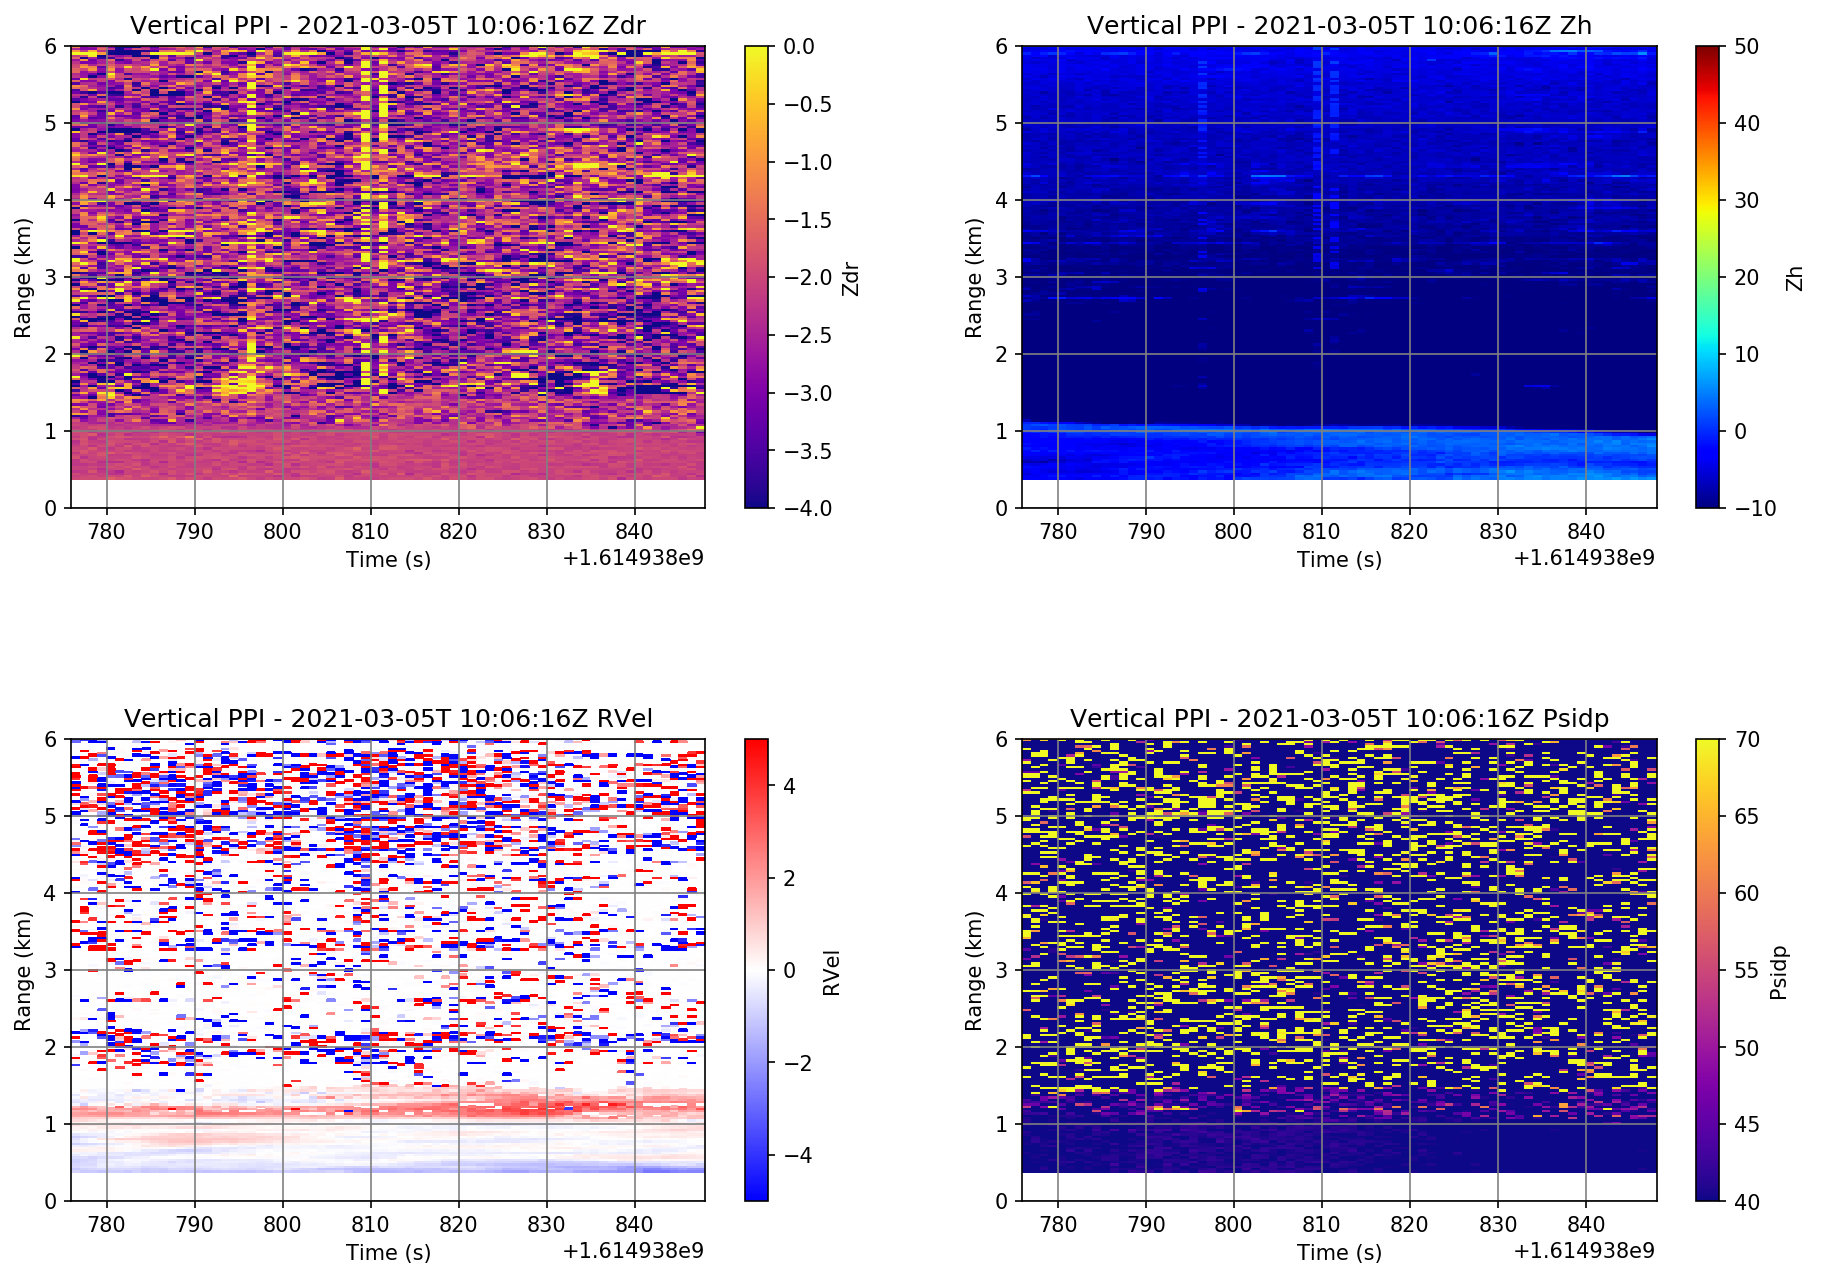 Vertical PPI - 2021-03-05T 10:06:16Z Zdr
6
5
4
3
2
1
0
Range (km)
780 790 800 810 820 830 840
Time (s)
+1.614938e9
0.0
−0.5
−1.0
−1.5
−2.0
−2.5
−3.0
−3.5
−4.0
Zdr
Vertical PPI - 2021-03-05T 10:06:16Z Zh
6
5
4
3
2
1
0
Range (km)
780 790 800 810 820 830 840
Time (s)
+1.614938e9
50
40
30
20
10
0
−10
Zh
Vertical PPI - 2021-03-05T 10:06:16Z RVel
6
5
4
3
2
1
0
Range (km)
780 790 800 810 820 830 840
Time (s)
+1.614938e9
4
2
0
−2
−4
RVel
Vertical PPI - 2021-03-05T 10:06:16Z Psidp
6
5
4
3
2
1
0
Range (km)
780 790 800 810 820 830 840
Time (s)
+1.614938e9
70
65
60
55
50
45
40
Psidp